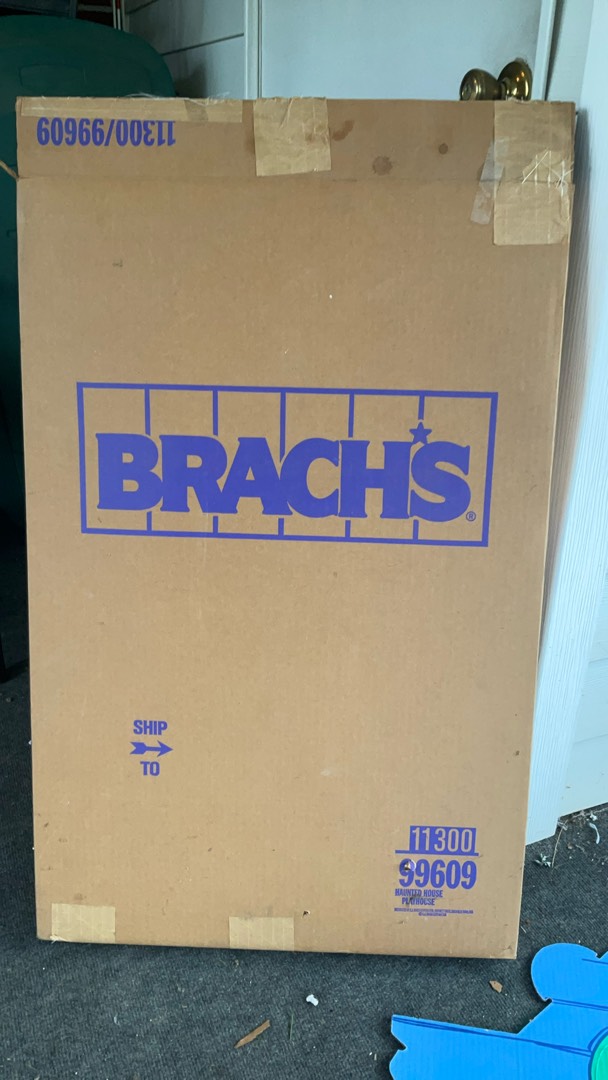 11300/99609
BRACH'S®
SHIP
TO
11300
99609
HAUNTED HOUSE
PLAYHOUSE